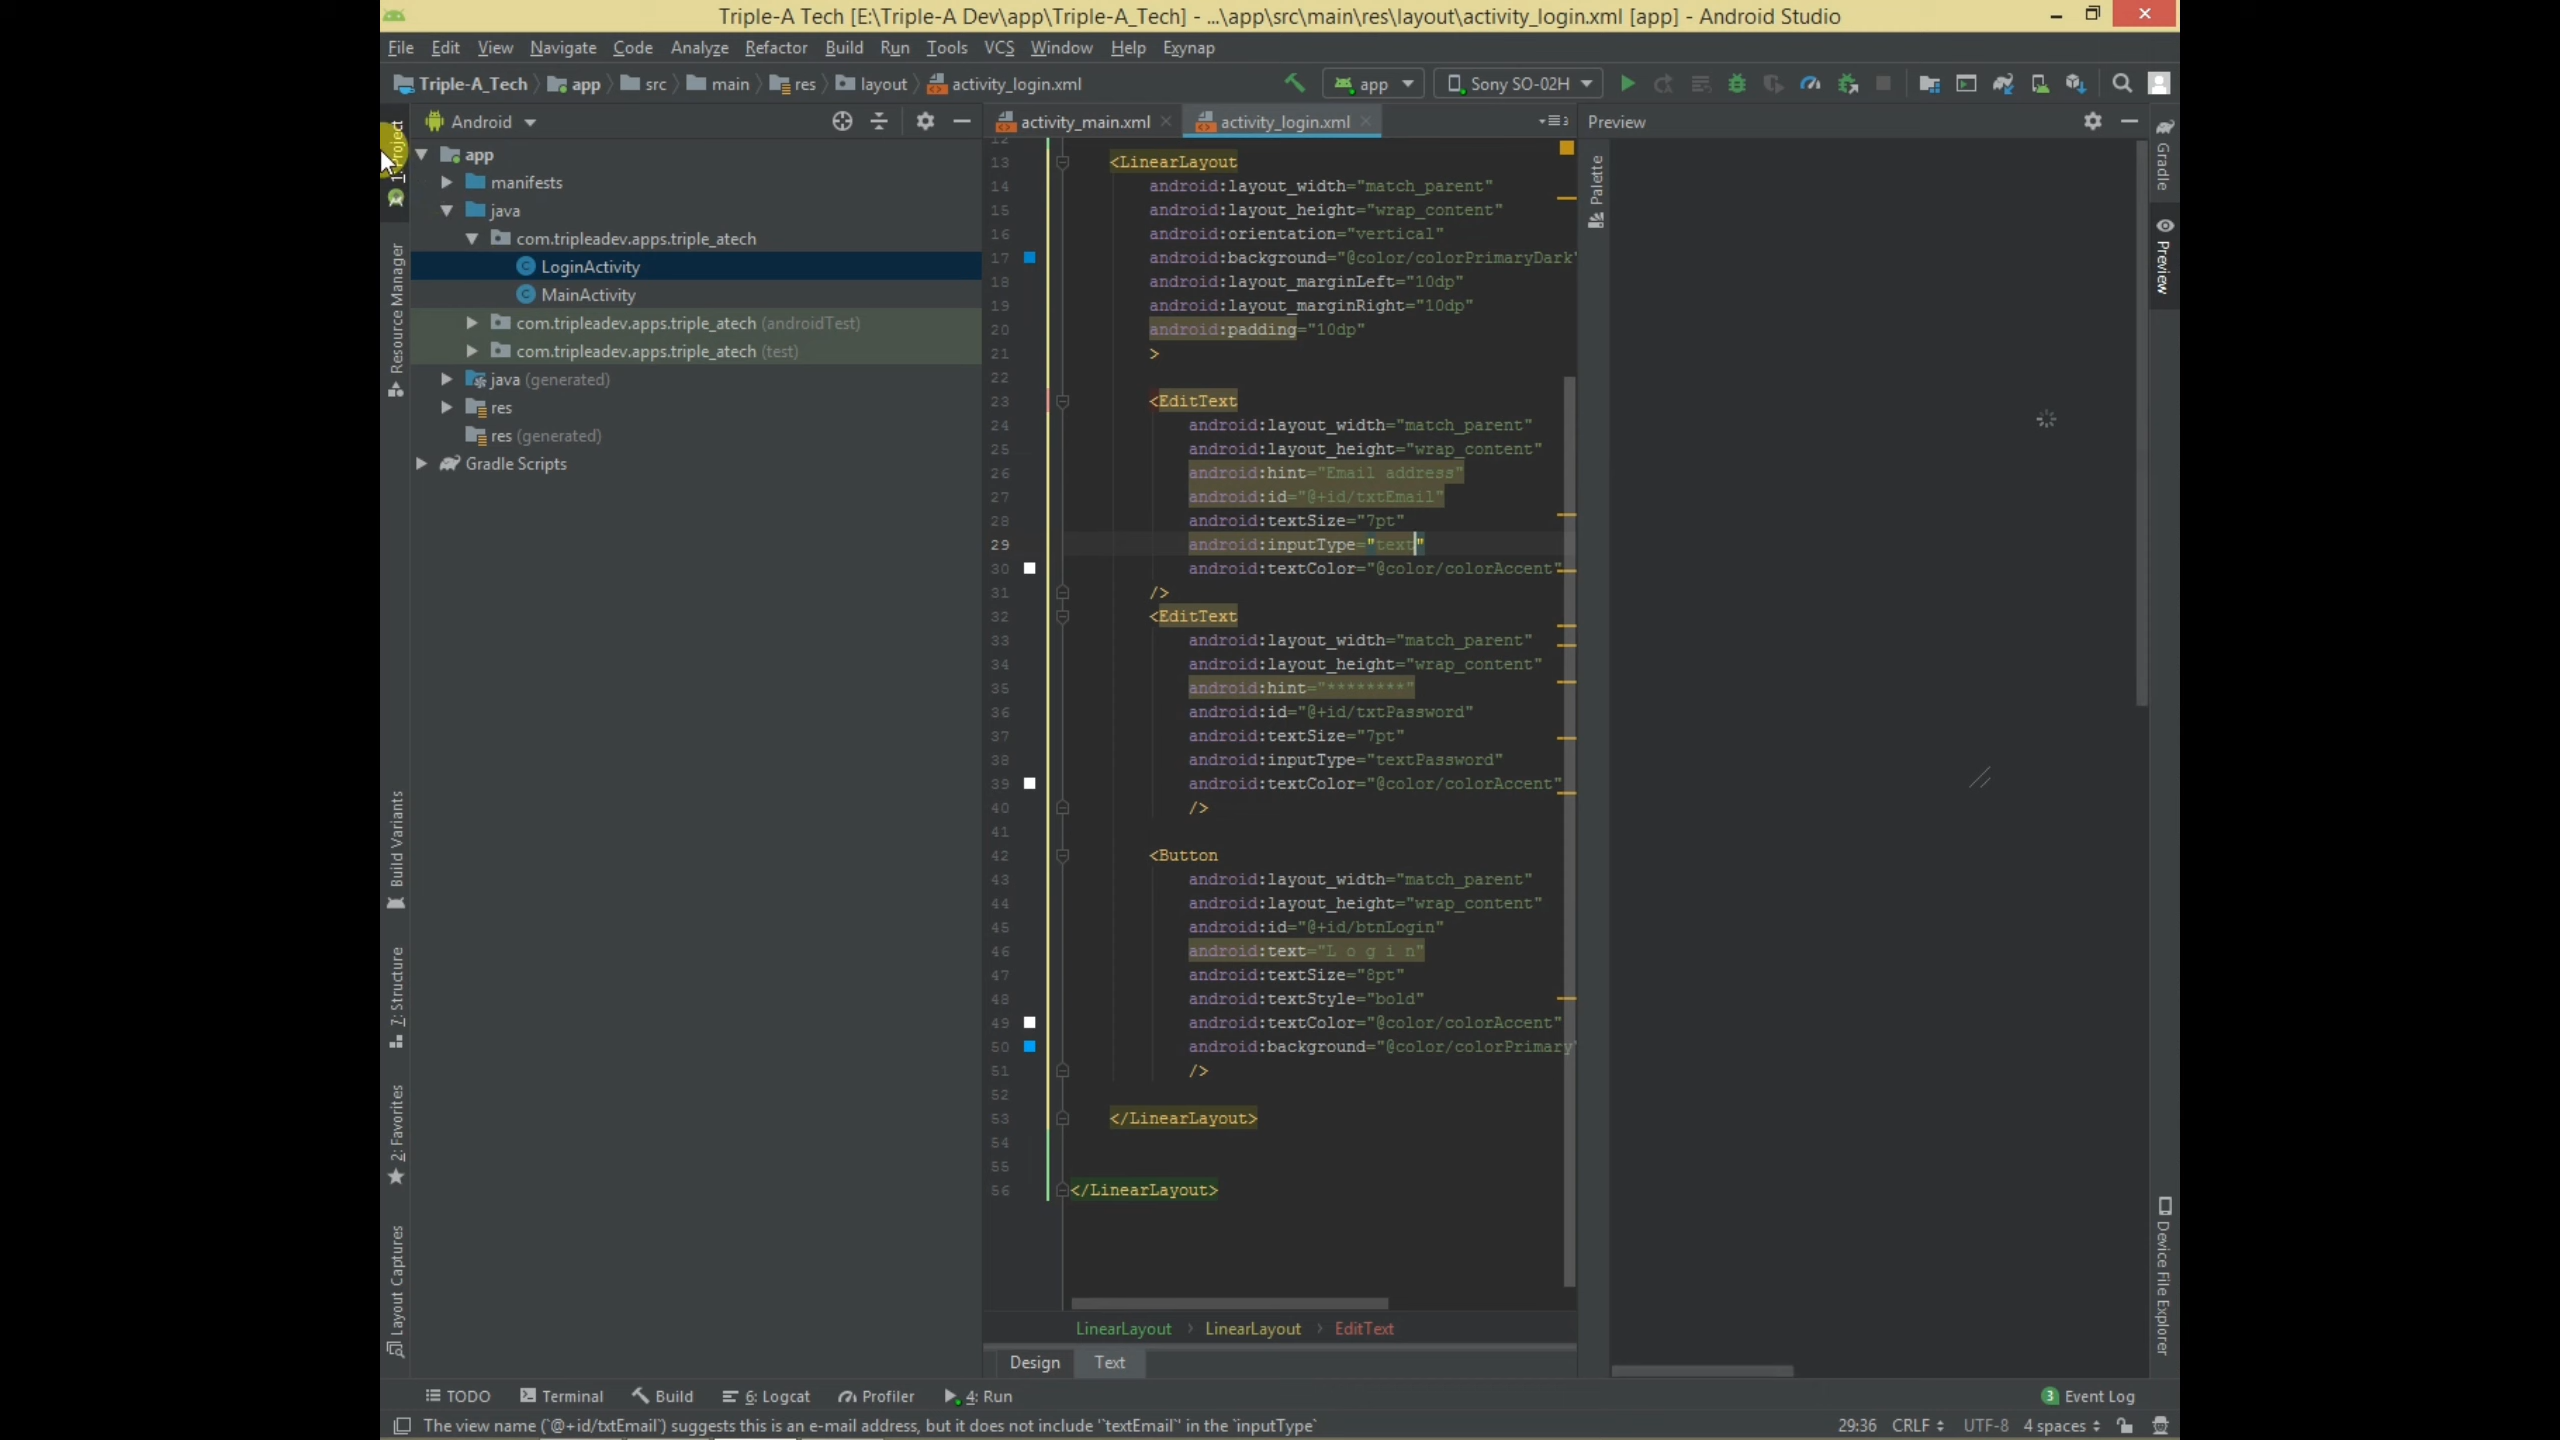 Triple-A Tech [E:\Triple-A Dev\app\Triple-A_Tech] - ...\app\src\main\res\layout\activity_login.xml [app] - Android Studio
File Edit View Navigate Code Analyze Refactor Build Run Tools VCS Window Help Exynap
Triple-A_Tech app src main res layout activity_login.xml app Sony SO-02H
Android
activity_main.xml activity_login.xml
Preview
1: Project
Resource Manager
Build Variants
7: Structure
2: Favorites
Layout Captures
app
manifests
java
com.tripleadev.apps.triple_atech
LoginActivity
MainActivity
com.tripleadev.apps.triple_atech (androidTest)
com.tripleadev.apps.triple_atech (test)
java (generated)
res
res (generated)
Gradle Scripts
12
13 <LinearLayout
14 android:layout_width="match_parent"
15 android:layout_height="wrap_content"
16 android:orientation="vertical"
17 android:background="@color/colorPrimaryDark"
18 android:layout_marginLeft="10dp"
19 android:layout_marginRight="10dp"
20 android:padding="10dp"
21 >
22
23 <EditText
24 android:layout_width="match_parent"
25 android:layout_height="wrap_content"
26 android:hint="Email address"
27 android:id="@+id/txtEmail"
28 android:textSize="7pt"
29 android:inputType="text"
30 android:textColor="@color/colorAccent"
31 />
32 <EditText
33 android:layout_width="match_parent"
34 android:layout_height="wrap_content"
35 android:hint="********"
36 android:id="@+id/txtPassword"
37 android:textSize="7pt"
38 android:inputType="textPassword"
39 android:textColor="@color/colorAccent"
40 />
41
42 <Button
43 android:layout_width="match_parent"
44 android:layout_height="wrap_content"
45 android:id="@+id/btnLogin"
46 android:text="L o g i n"
47 android:textSize="8pt"
48 android:textStyle="bold"
49 android:textColor="@color/colorAccent"
50 android:background="@color/colorPrimary"
51 />
52
53 </LinearLayout>
54
55
56 </LinearLayout>
LinearLayout LinearLayout EditText
Design Text
Palette
Gradle
Preview
Device File Explorer
TODO Terminal Build 6: Logcat Profiler 4: Run 3 Event Log
The view name (`@+id/txtEmail`) suggests this is an e-mail address, but it does not include '`textEmail`' in the `inputType` 29:36 CRLF UTF-8 4 spaces